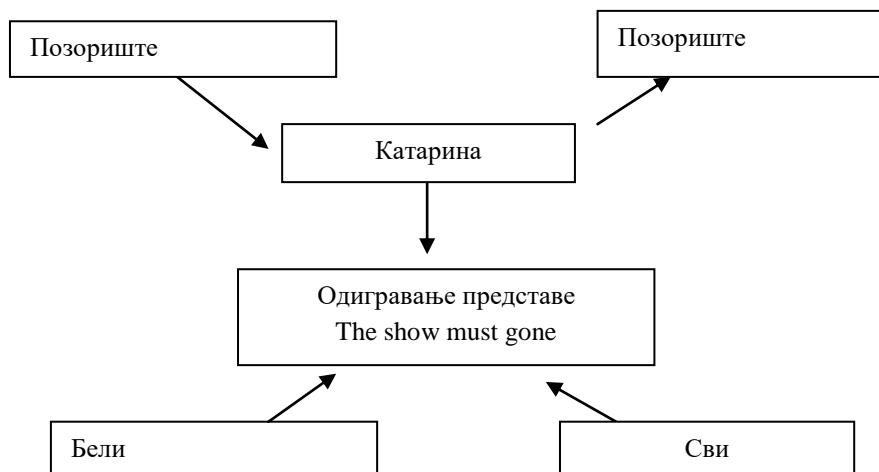 Позориште
Позориште
Катарина
Одигравање представе
The show must gone
Бели
Сви